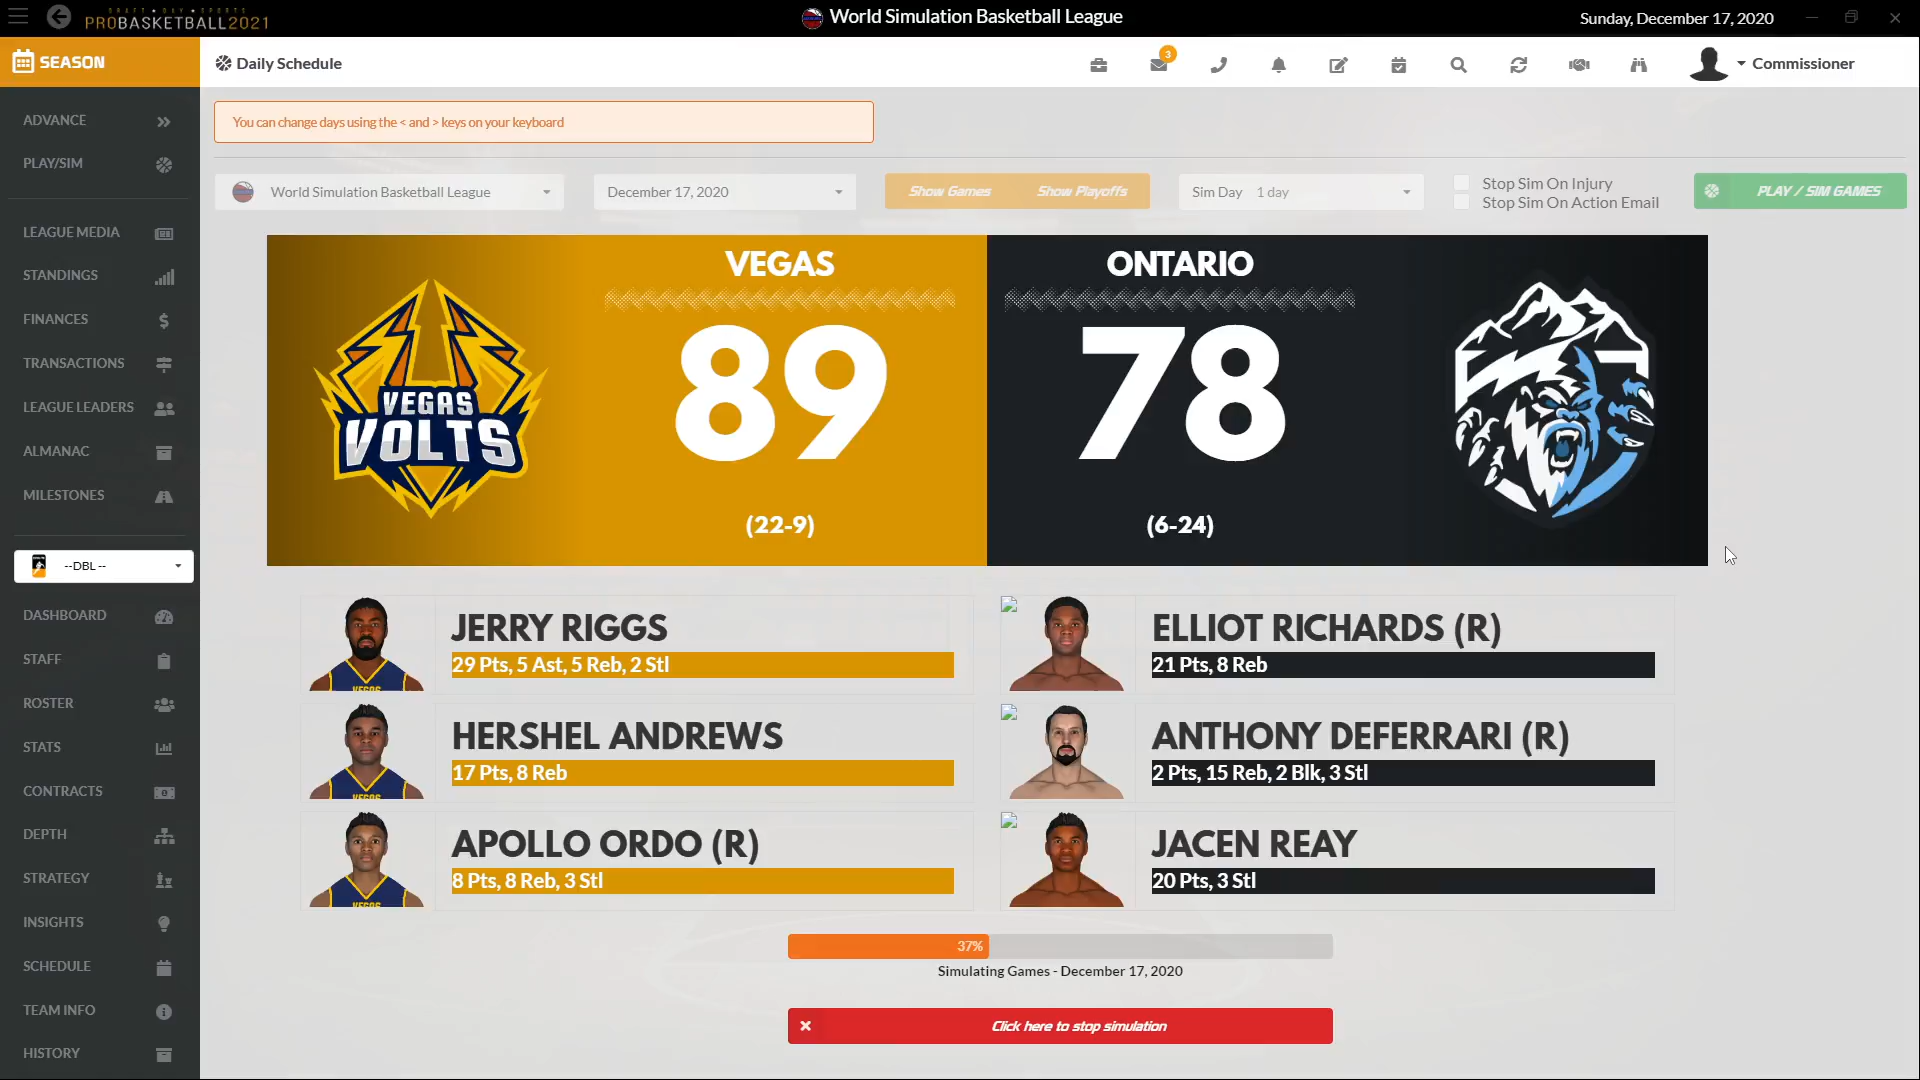 DRAFT • DAY • SPORTS
PROBASKETBALL2021
World Simulation Basketball League
Sunday, December 17, 2020
SEASON
Daily Schedule
3
Commissioner
ADVANCE
PLAY/SIM
LEAGUE MEDIA
STANDINGS
FINANCES
TRANSACTIONS
LEAGUE LEADERS
ALMANAC
MILESTONES
--DBL--
DASHBOARD
STAFF
ROSTER
STATS
CONTRACTS
DEPTH
STRATEGY
INSIGHTS
SCHEDULE
TEAM INFO
HISTORY
You can change days using the < and > keys on your keyboard
World Simulation Basketball League
December 17, 2020
Show Games
Show Playoffs
Sim Day 1 day
Stop Sim On Injury
Stop Sim On Action Email
PLAY / SIM GAMES
VEGAS
VOLTS
VEGAS
89
(22-9)
ONTARIO
78
(6-24)
JERRY RIGGS
29 Pts, 5 Ast, 5 Reb, 2 Stl
VEGAS
HERSHEL ANDREWS
17 Pts, 8 Reb
VEGAS
APOLLO ORDO (R)
8 Pts, 8 Reb, 3 Stl
VEGAS
ELLIOT RICHARDS (R)
21 Pts, 8 Reb
ANTHONY DEFERRARI (R)
2 Pts, 15 Reb, 2 Blk, 3 Stl
JACEN REAY
20 Pts, 3 Stl
37%
Simulating Games - December 17, 2020
Click here to stop simulation